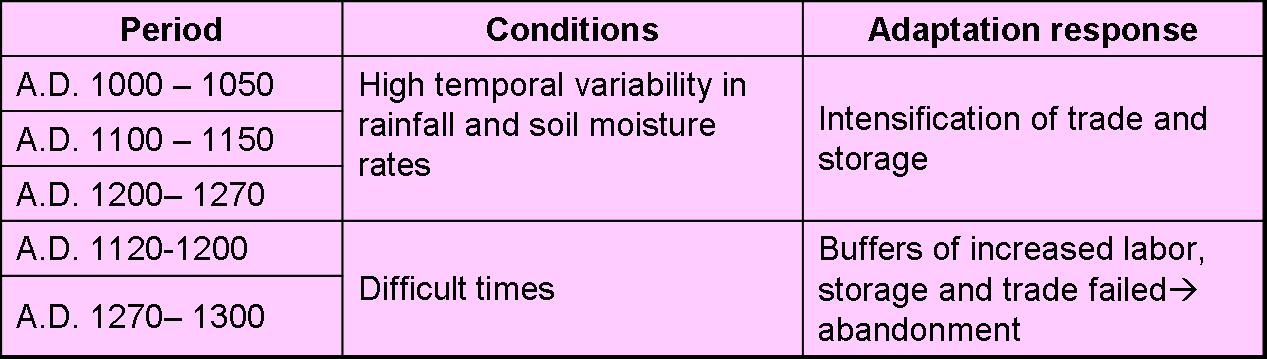 Period Conditions Adaptation response
A.D. 1000 – 1050
A.D. 1100 – 1150
A.D. 1200– 1270
High temporal variability in
rainfall and soil moisture
rates
Intensification of trade and
storage
A.D. 1120-1200
A.D. 1270– 1300
Difficult times
Buffers of increased labor,
storage and trade failed→
abandonment